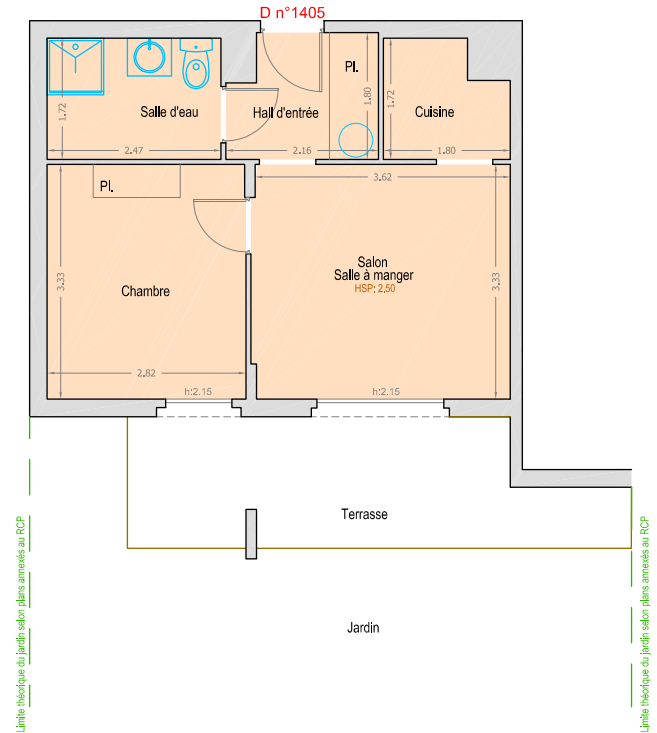 D n°1405
Pl.
1.72
Salle d'eau
Hall d'entrée
1.80
1.72
Cuisine
2.47
2.16
1.80
3.62
Pl.
3.33
Chambre
Salon
Salle à manger
HSP: 2,50
3.33
2.82
h:2.15
h:2.15
Terrasse
Jardin
Limite théorique du jardin selon plans annexés au RCP
Limite théorique du jardin selon plans annexés au RCP